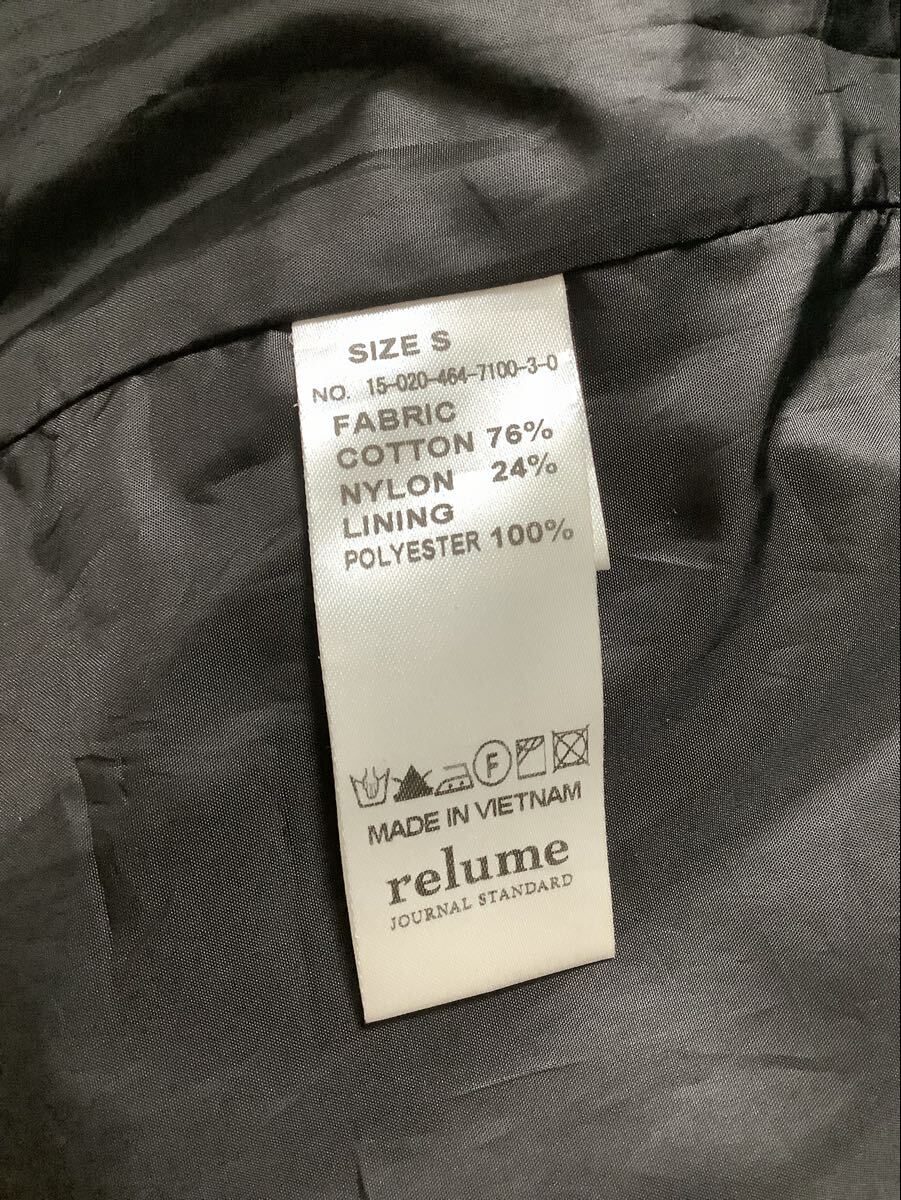 SIZE S
NO. 15-020-464-7100-3-0
FABRIC
COTTON 76%
NYLON 24%
LINING
POLYESTER 100%
F
MADE IN VIETNAM
relume
JOURNAL STANDARD